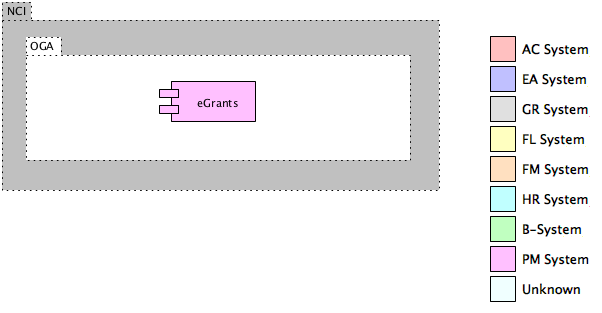 NCI
OGA
eGrants
AC System
EA System
GR System
FL System
FM System
HR System
B-System
PM System
Unknown